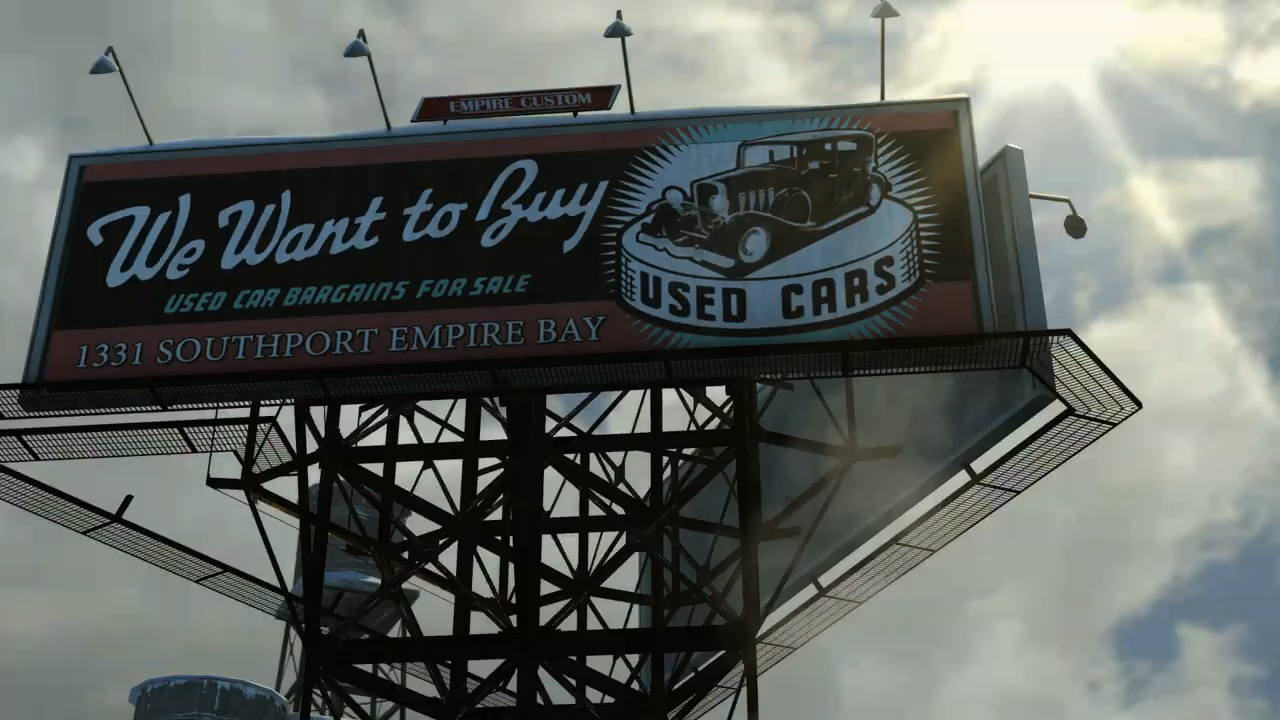 EMPIRE CUSTOM
We Want to Buy
USED CAR BARGAINS FOR SALE
1331 SOUTHPORT EMPIRE BAY
USED CARS